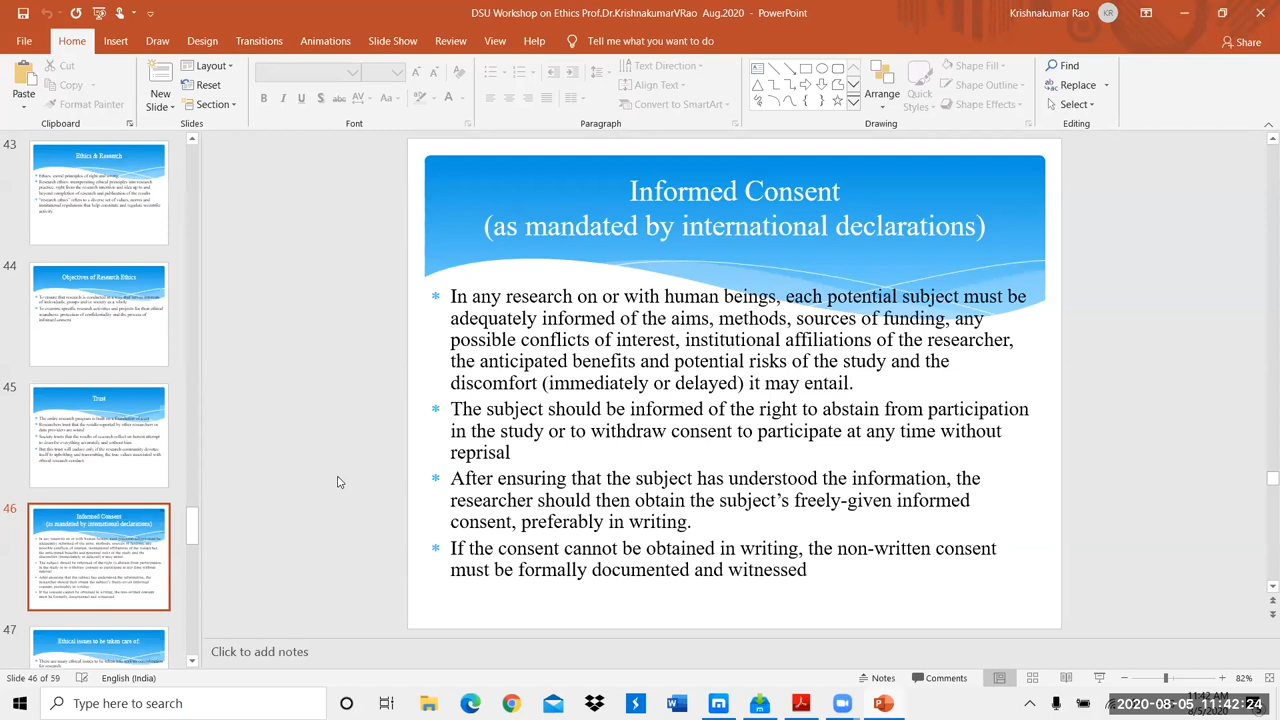 DSU Workshop on Ethics Prof.Dr.KrishnakumarVRao Aug.2020 - PowerPoint
Krishnakumar Rao
KR
File Home Insert Draw Design Transitions Animations Slide Show Review View Help Tell me what you want to do
Share
Paste
Cut
Copy
Format Painter
Clipboard
New Slide
Layout
Reset
Section
Slides
B I U S abc AV Aa A
Font
Text Direction
Align Text
Convert to SmartArt
Paragraph
Arrange
Quick Styles
Shape Fill
Shape Outline
Shape Effects
Drawing
Find
Replace
Select
Editing
43
Ethics & Research
44
Objectives of Research Ethics
45
Trust
46
Informed Consent
(as mandated by international declarations)
47
Ethical issues to be taken care of
Informed Consent
(as mandated by international declarations)
* In any research on or with human beings, each potential subject must be
adequately informed of the aims, methods, sources of funding, any
possible conflicts of interest, institutional affiliations of the researcher,
the anticipated benefits and potential risks of the study and the
discomfort (immediately or delayed) it may entail.
* The subject should be informed of the right to abstain from participation
in the study or to withdraw consent to participate at any time without
reprisal
* After ensuring that the subject has understood the information, the
researcher should then obtain the subject's freely-given informed
consent, preferably in writing.
* If the consent cannot be obtained in writing, the non-written consent
must be formally documented and witnessed
Click to add notes
Slide 46 of 59
English (India)
Notes
Comments
82%
Type here to search
2020-08-05 11:42:24